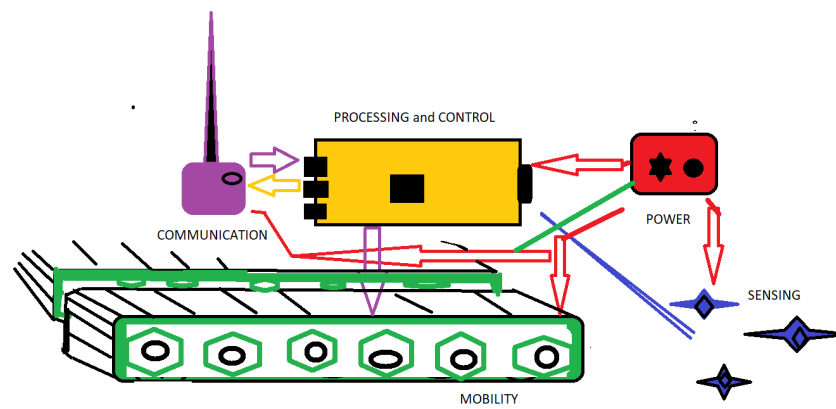 PROCESSING and CONTROL
POWER
COMMUNICATION
SENSING
MOBILITY